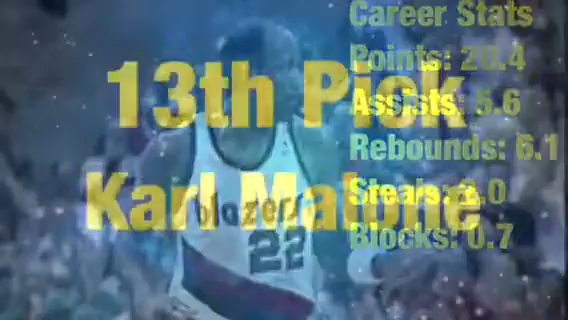 Career Stats
Points: 20.4
13th Pick
Assists: 5.6
Rebounds: 6.1
Karl Malone
Steals: 2.0
Blocks: 0.7
blazers
22